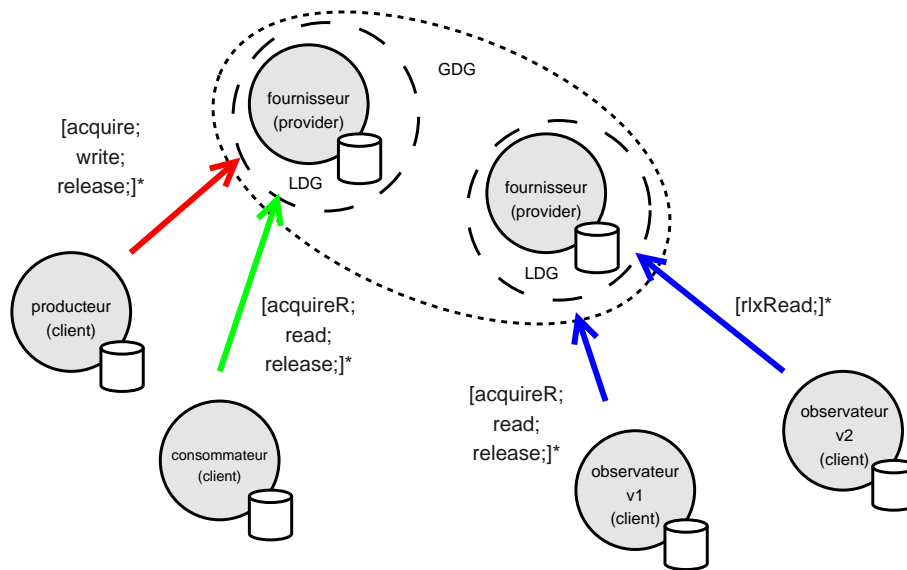 GDG
fournisseur
(provider)
LDG
[acquire;
write;
release;]*
fournisseur
(provider)
LDG
producteur
(client)
[acquireR;
read;
release;]*
[rlxRead;]*
consommateur
(client)
[acquireR;
read;
release;]*
observateur
v1
(client)
observateur
v2
(client)